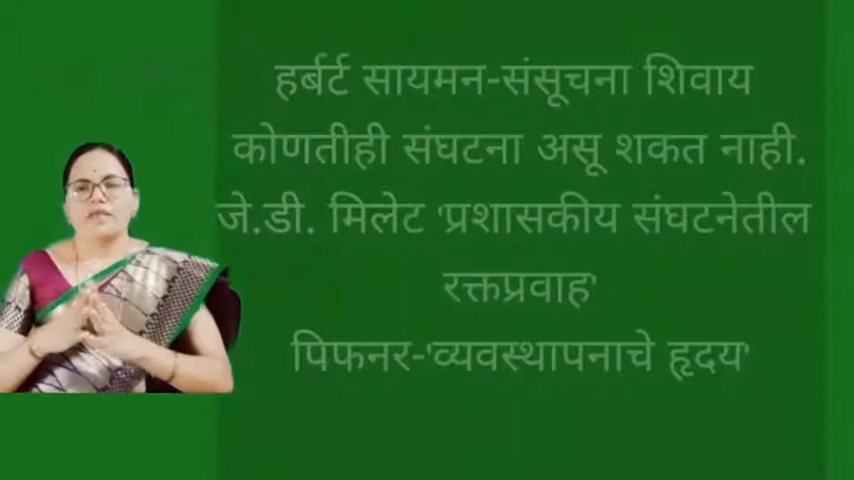 हर्बर्ट सायमन-संसूचना शिवाय
कोणतीही संघटना असू शकत नाही.
जे.डी. मिलेट 'प्रशासकीय संघटनेतील
रक्तप्रवाह'
पिफनर-'व्यवस्थापनाचे हृदय'